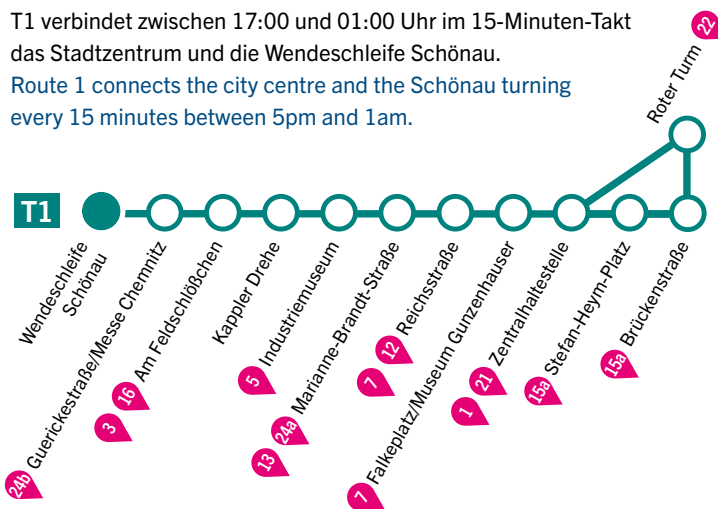 T1 verbindet zwischen 17:00 und 01:00 Uhr im 15-Minuten-Takt
das Stadtzentrum und die Wendeschleife Schönau.
Route 1 connects the city centre and the Schönau turning
every 15 minutes between 5pm and 1am.
T1
Wendeschleife
Schönau
24b Guerickestraße/Messe Chemnitz
3 16 Am Feldschlößchen
Kappler Drehe
5 Industriemuseum
13 24a Marianne-Brandt-Straße
7 12 Reichsstraße
7 Falkeplatz/Museum Gunzenhauser
1 21 Zentralhaltestelle
15a Stefan-Heym-Platz
15a Brückenstraße
Roter Turm 22